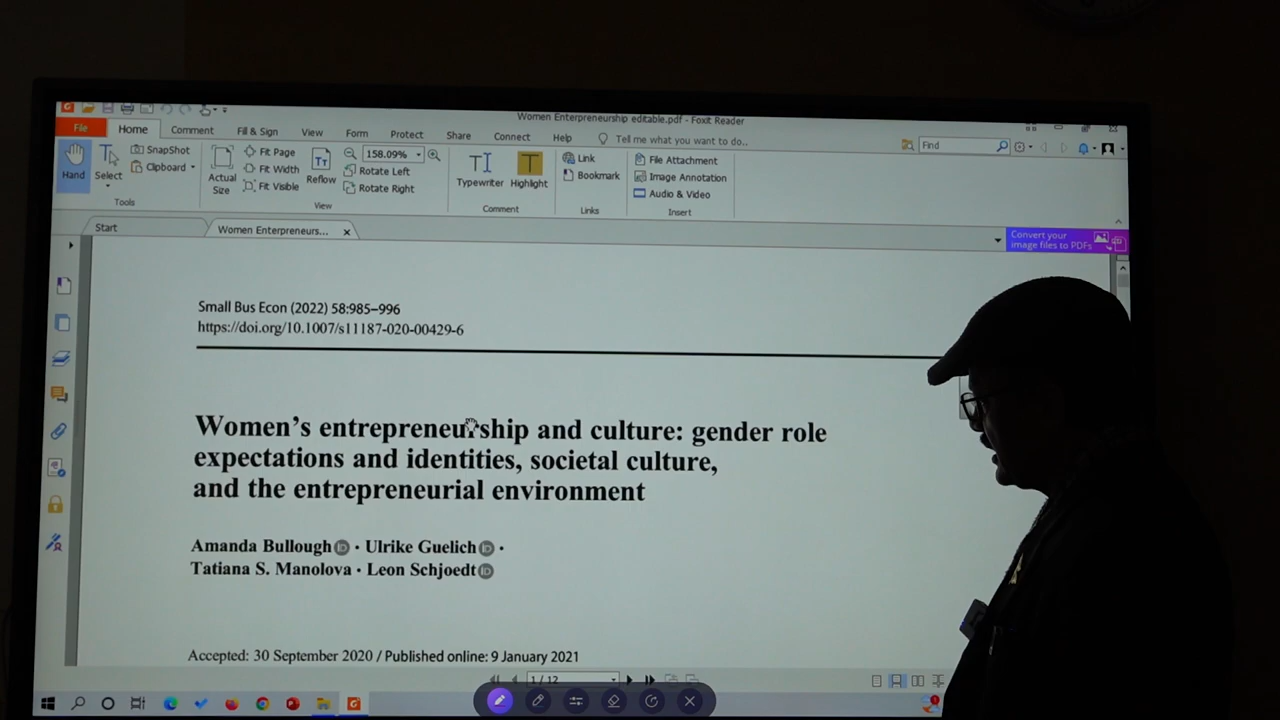 Women Enterpreneurship editable.pdf - Foxit Reader
File Home Comment Fill & Sign View Form Protect Share Connect Help Tell me what you want to do..
Find
Hand
Select
SnapShot
Clipboard
Tools
Actual
Size
Fit Page
Fit Width
Fit Visible
Reflow
158.09%
Rotate Left
Rotate Right
View
Typewriter
Highlight
Comment
Link
Bookmark
Links
File Attachment
Image Annotation
Audio & Video
Insert
Start
Women Enterpreneurs...
Convert your
image files to PDFs
Small Bus Econ (2022) 58:985–996
https://doi.org/10.1007/s11187-020-00429-6
Women's entrepreneurship and culture: gender role
expectations and identities, societal culture,
and the entrepreneurial environment
Amanda Bullough iD · Ulrike Guelich iD ·
Tatiana S. Manolova · Leon Schjoedt iD
Accepted: 30 September 2020 / Published online: 9 January 2021
1 / 12